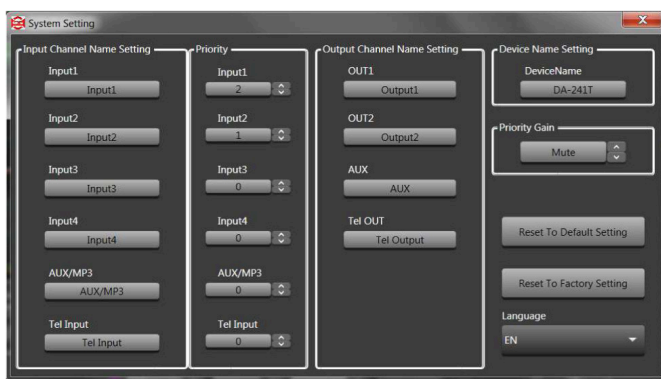 System Setting
Input Channel Name Setting
Input1
Input1
Input2
Input2
Input3
Input3
Input4
Input4
AUX/MP3
AUX/MP3
Tel Input
Tel Input
Priority
Input1
2
Input2
1
Input3
0
Input4
0
AUX/MP3
0
Tel Input
0
Output Channel Name Setting
OUT1
Output1
OUT2
Output2
AUX
AUX
Tel OUT
Tel Output
Device Name Setting
DeviceName
DA-241T
Priority Gain
Mute
Reset To Default Setting
Reset To Factory Setting
Language
EN